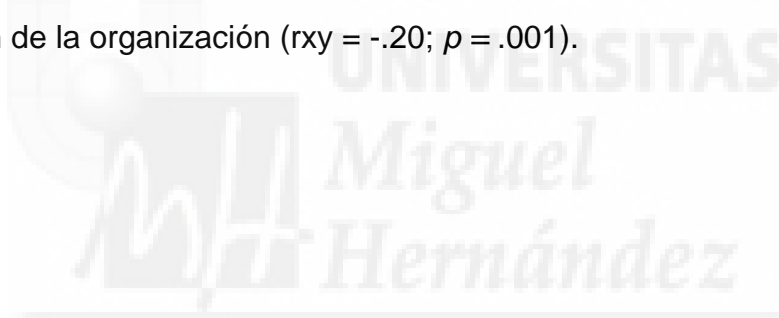 de la organización (rxy = -.20; p = .001).
UNIVERSITAS
Miguel
Hernández